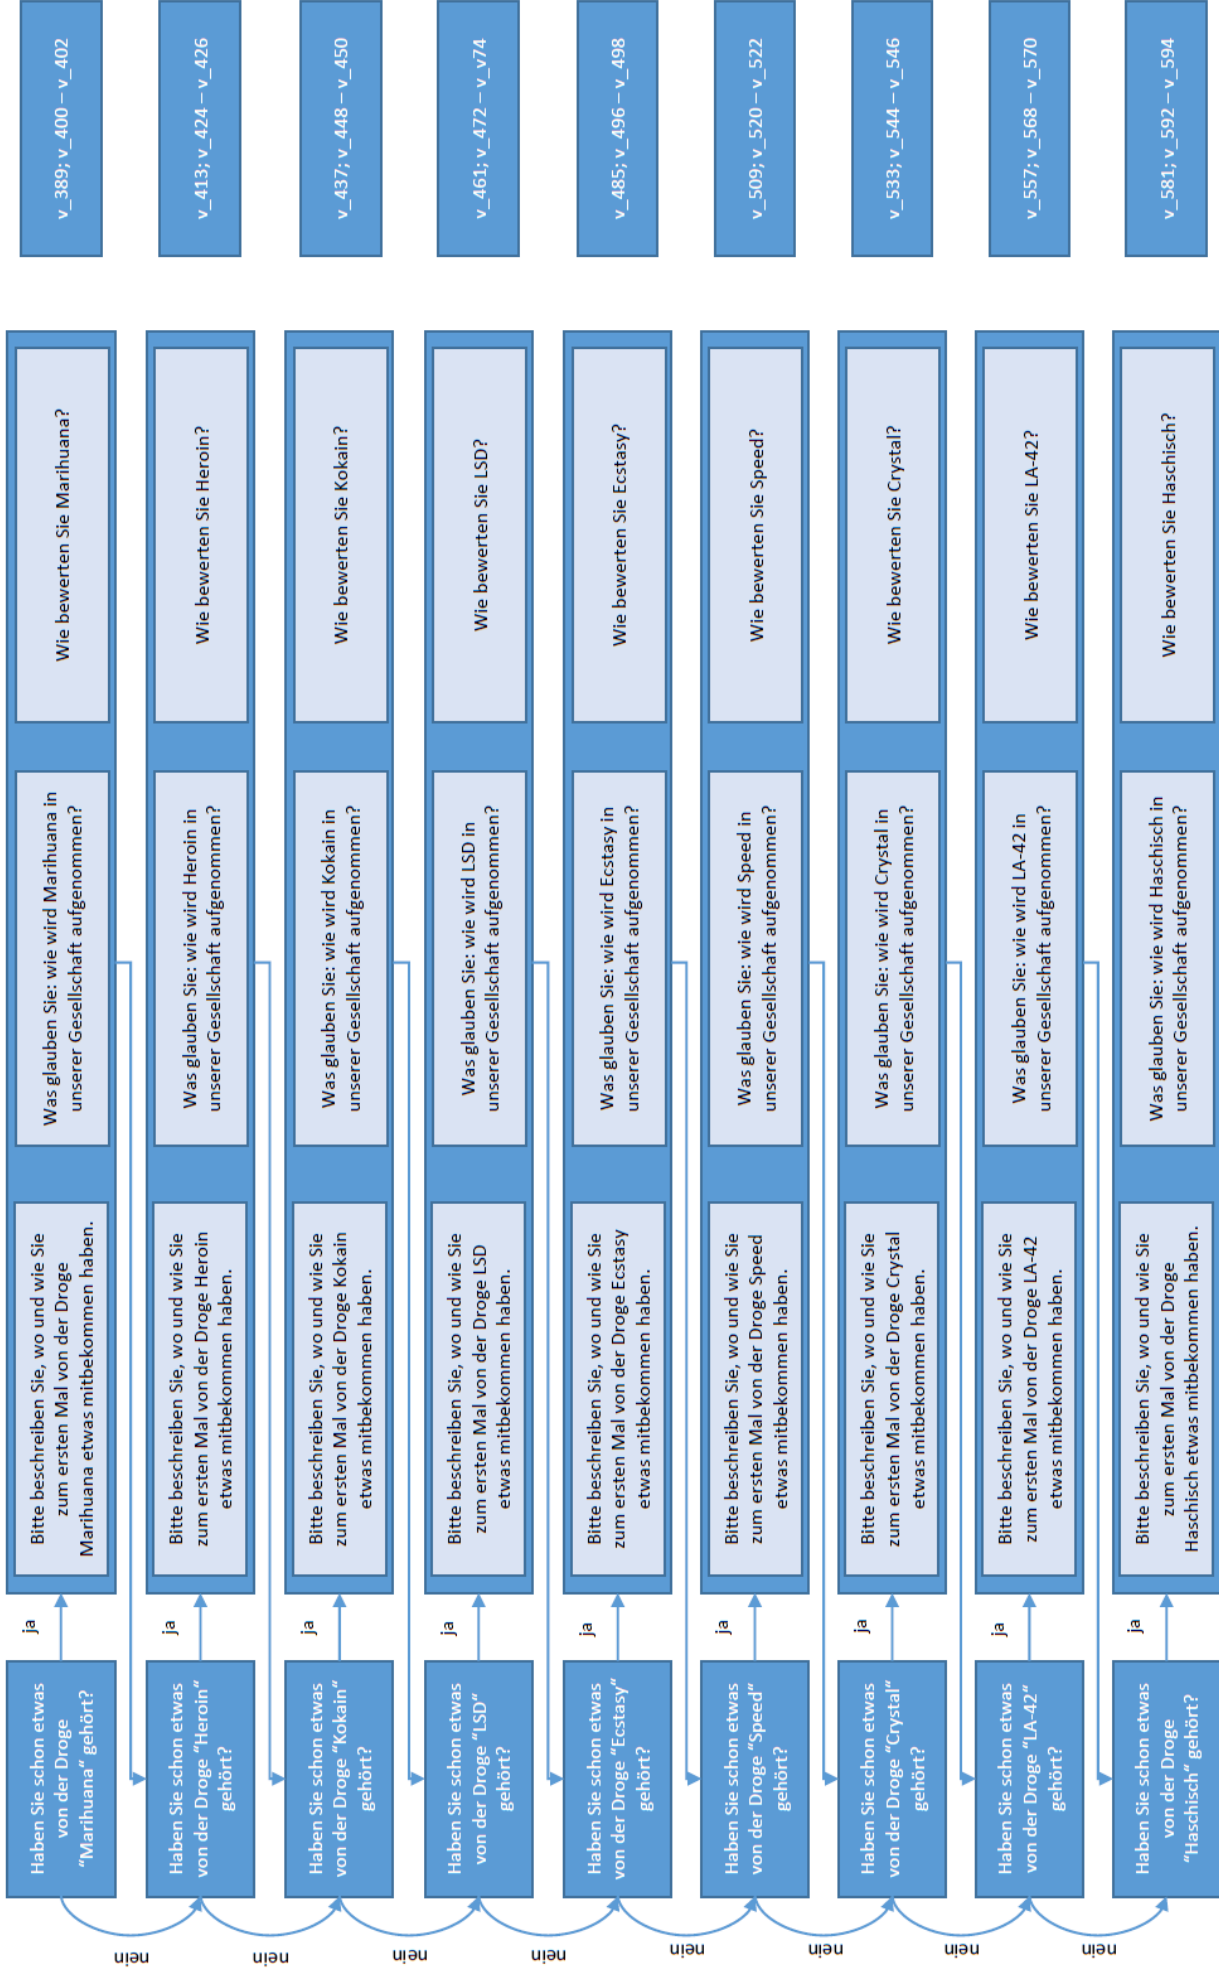 Haben Sie schon etwas
von der Droge
“Marihuana“ gehört?
nein
ja
Bitte beschreiben Sie, wo und wie Sie
zum ersten Mal von der Droge
Marihuana etwas mitbekommen haben.
Was glauben Sie: wie wird Marihuana in
unserer Gesellschaft aufgenommen?
Wie bewerten Sie Marihuana?
v_389; v_400 – v_402
Haben Sie schon etwas
von der Droge “Heroin“
gehört?
nein
ja
Bitte beschreiben Sie, wo und wie Sie
zum ersten Mal von der Droge Heroin
etwas mitbekommen haben.
Was glauben Sie: wie wird Heroin in
unserer Gesellschaft aufgenommen?
Wie bewerten Sie Heroin?
v_413; v_424 – v_426
Haben Sie schon etwas
von der Droge “Kokain“
gehört?
nein
ja
Bitte beschreiben Sie, wo und wie Sie
zum ersten Mal von der Droge Kokain
etwas mitbekommen haben.
Was glauben Sie: wie wird Kokain in
unserer Gesellschaft aufgenommen?
Wie bewerten Sie Kokain?
v_437; v_448 – v_450
Haben Sie schon etwas
von der Droge “LSD“
gehört?
nein
ja
Bitte beschreiben Sie, wo und wie Sie
zum ersten Mal von der Droge LSD
etwas mitbekommen haben.
Was glauben Sie: wie wird LSD in
unserer Gesellschaft aufgenommen?
Wie bewerten Sie LSD?
v_461; v_472 – v_v74
Haben Sie schon etwas
von der Droge “Ecstasy“
gehört?
nein
ja
Bitte beschreiben Sie, wo und wie Sie
zum ersten Mal von der Droge Ecstasy
etwas mitbekommen haben.
Was glauben Sie: wie wird Ecstasy in
unserer Gesellschaft aufgenommen?
Wie bewerten Sie Ecstasy?
v_485; v_496 – v_498
Haben Sie schon etwas
von der Droge “Speed“
gehört?
nein
ja
Bitte beschreiben Sie, wo und wie Sie
zum ersten Mal von der Droge Speed
etwas mitbekommen haben.
Was glauben Sie: wie wird Speed in
unserer Gesellschaft aufgenommen?
Wie bewerten Sie Speed?
v_509; v_520 – v_522
Haben Sie schon etwas
von der Droge “Crystal“
gehört?
nein
ja
Bitte beschreiben Sie, wo und wie Sie
zum ersten Mal von der Droge Crystal
etwas mitbekommen haben.
Was glauben Sie: wie wird Crystal in
unserer Gesellschaft aufgenommen?
Wie bewerten Sie Crystal?
v_533; v_544 – v_546
Haben Sie schon etwas
von der Droge “LA-42“
gehört?
nein
ja
Bitte beschreiben Sie, wo und wie Sie
zum ersten Mal von der Droge LA-42
etwas mitbekommen haben.
Was glauben Sie: wie wird LA-42 in
unserer Gesellschaft aufgenommen?
Wie bewerten Sie LA-42?
v_557; v_568 – v_570
Haben Sie schon etwas
von der Droge
“Haschisch“ gehört?
ja
Bitte beschreiben Sie, wo und wie Sie
zum ersten Mal von der Droge
Haschisch etwas mitbekommen haben.
Was glauben Sie: wie wird Haschisch in
unserer Gesellschaft aufgenommen?
Wie bewerten Sie Haschisch?
v_581; v_592 – v_594